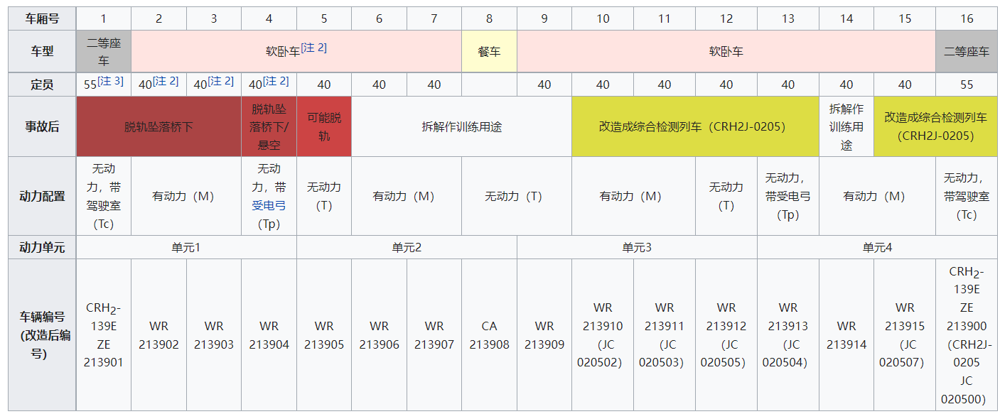 车厢号 1 2 3 4 5 6 7 8 9 10 11 12 13 14 15 16
车型 二等座车 软卧车[注 2] 餐车 软卧车 二等座车
定员 55[注 3] 40[注 2] 40[注 2] 40[注 2] 40 40 40 40 40 40 40 40 40 40 55
事故后 脱轨坠落桥下 脱轨坠落桥下/悬空 可能脱轨 拆解作训练用途 改造成综合检测列车（CRH2J-0205） 拆解作训练用途 改造成综合检测列车（CRH2J-0205）
动力配置 无动力，带驾驶室（Tc） 有动力（M） 无动力，带受电弓（Tp） 无动力（T） 有动力（M） 无动力（T） 有动力（M） 无动力（T） 无动力，带受电弓（Tp） 有动力（M） 无动力，带驾驶室（Tc）
动力单元 单元1 单元2 单元3 单元4
车辆编号（改造后编号） CRH2-139E ZE 213901 WR 213902 WR 213903 WR 213904 WR 213905 WR 213906 WR 213907 CA 213908 WR 213909 WR 213910（JC 020502） WR 213911（JC 020503） WR 213912（JC 020505） WR 213913（JC 020504） WR 213914 WR 213915（JC 020507） CRH2-139E ZE 213900（CRH2J-0205 JC 020500）